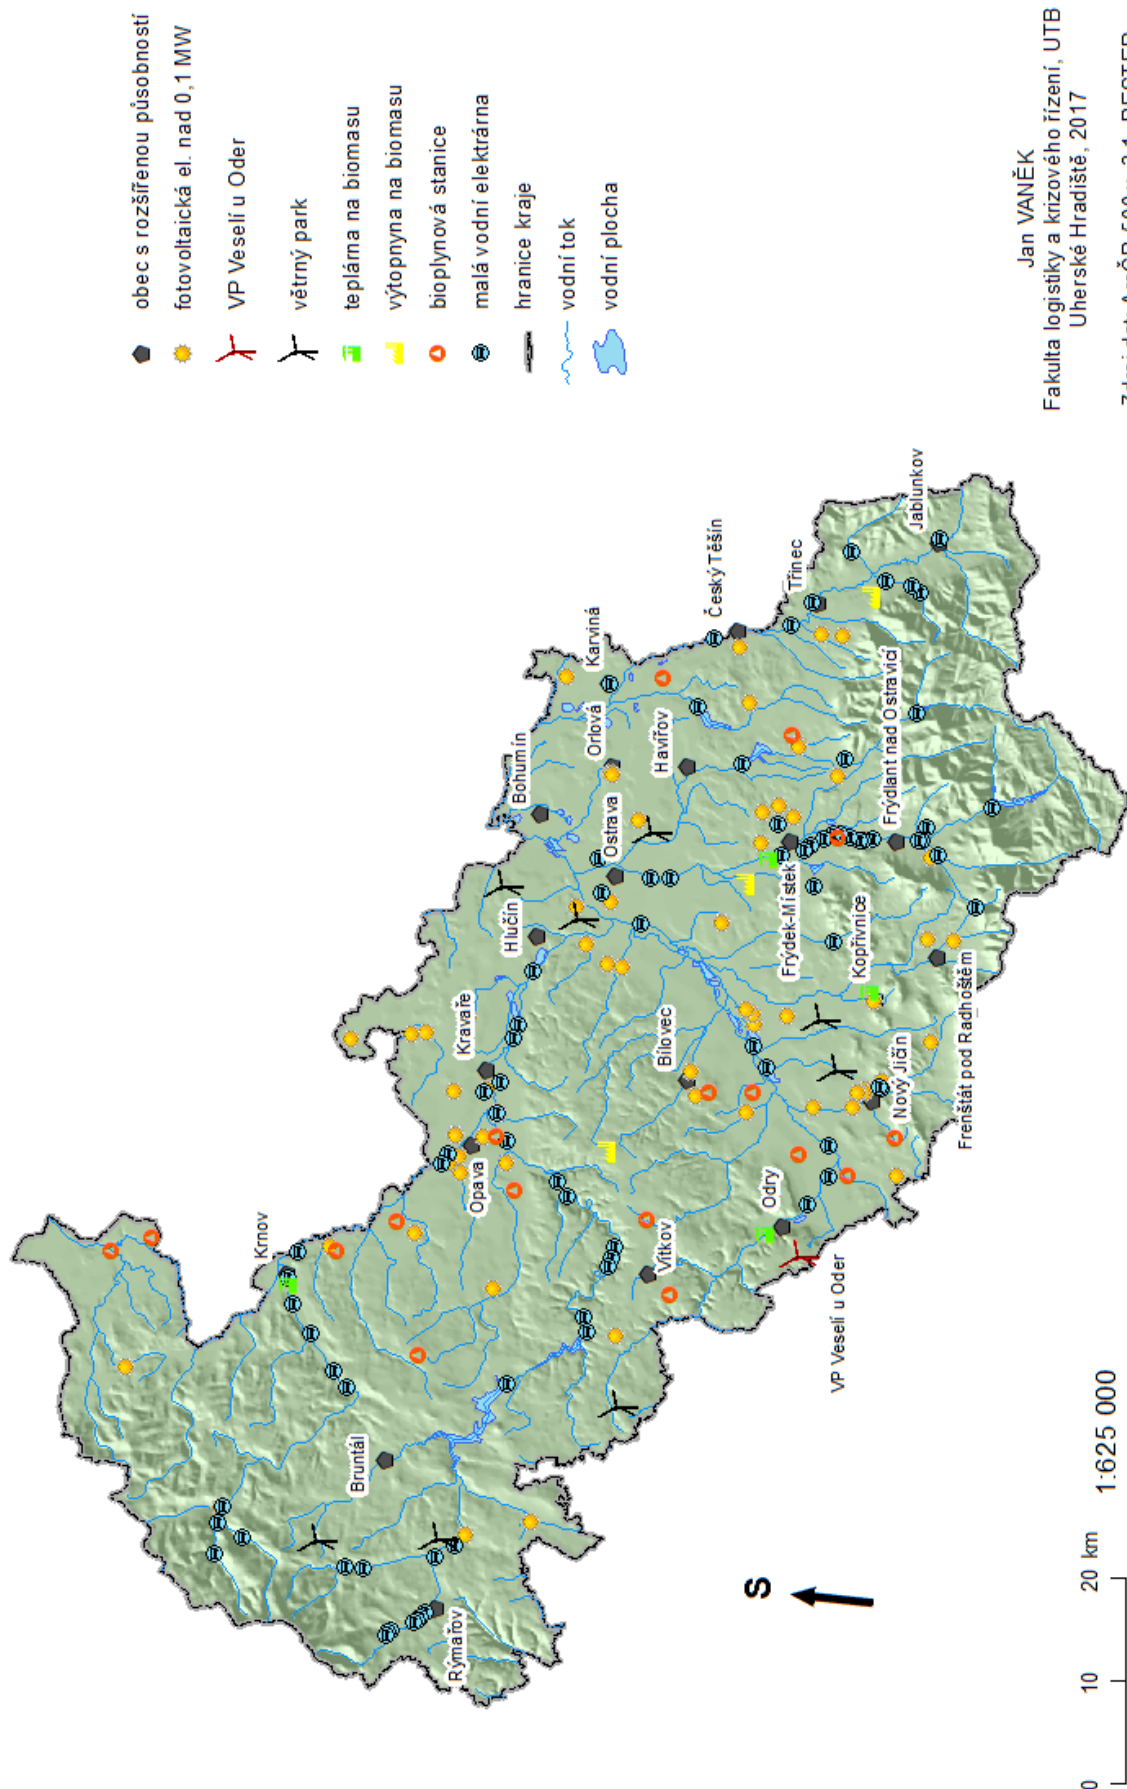 obec s rozšířenou působností
fotovoltaická el. nad 0,1 MW
VP Veselí u Oder
větrný park
teplárna na biomasu
výtopnyna na biomasu
bioplynová stanice
malá vodní elektrárna
hranice kraje
vodní tok
vodní plocha
Krnov
Bruntál
Rýmařov
Opava
Kravaře
Hlučín
Bohumín
Ostrava
Orlová
Karviná
Havířov
Český Těšín
Třinec
Jablunkov
Vítkov
Bílovec
Odry
VP Veselí u Oder
Nový Jičín
Kopřivnice
Frýdek-Místek
Frýdlant nad Ostravicí
Frenštát pod Radhoštěm
S
0 10 20 km
1:625 000
Jan VANĚK
Fakulta logistiky a krizového řízení, UTB
Uherské Hradiště, 2017